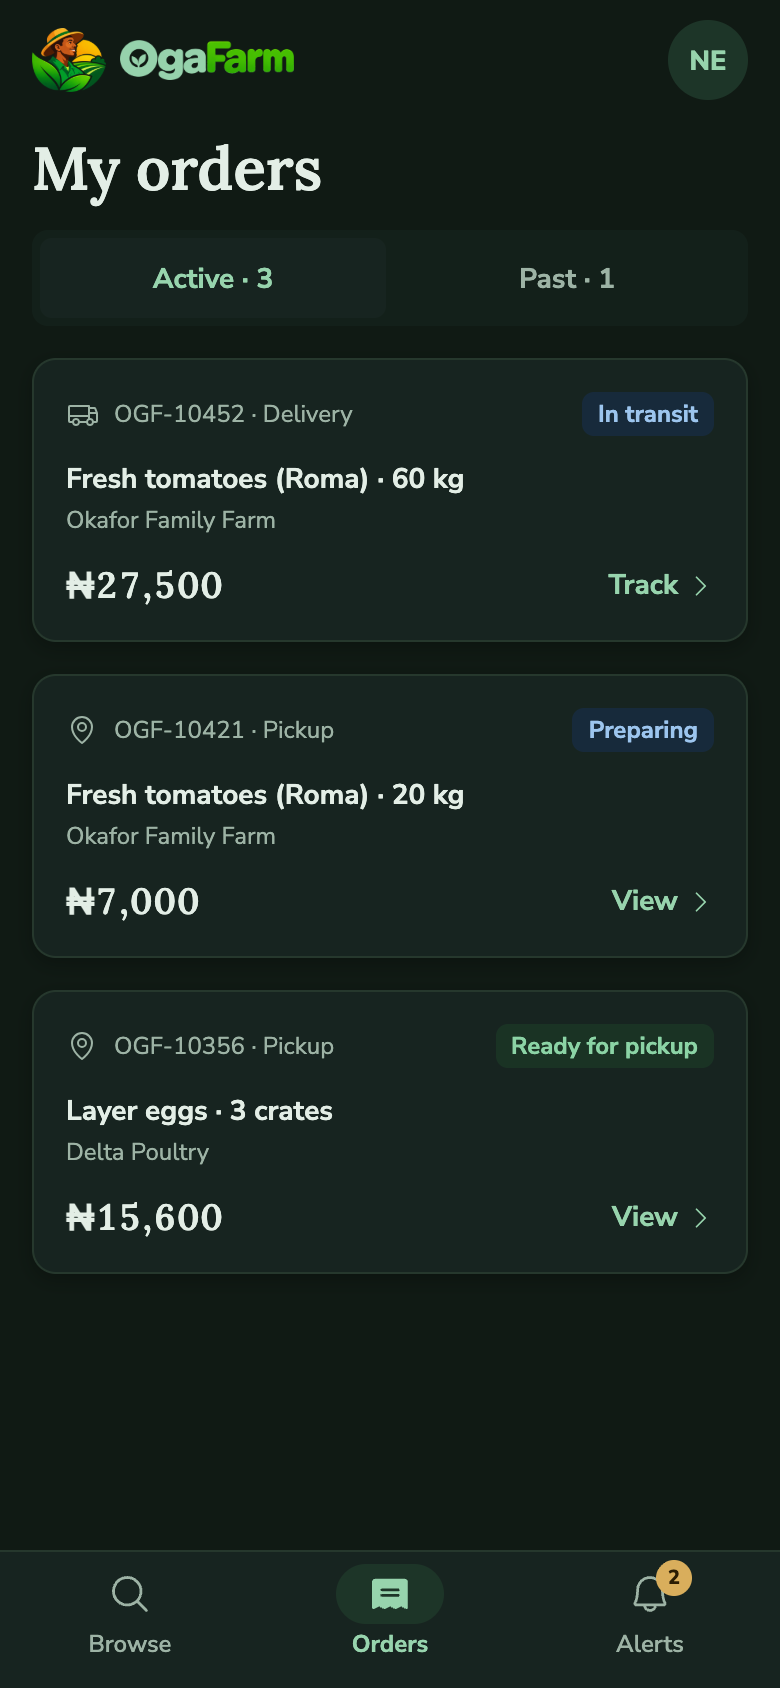 OgaFarm
NE
My orders
Active · 3
Past · 1
OGF-10452 · Delivery
In transit
Fresh tomatoes (Roma) · 60 kg
Okafor Family Farm
₦27,500
Track
OGF-10421 · Pickup
Preparing
Fresh tomatoes (Roma) · 20 kg
Okafor Family Farm
₦7,000
View
OGF-10356 · Pickup
Ready for pickup
Layer eggs · 3 crates
Delta Poultry
₦15,600
View
2
Browse
Orders
Alerts